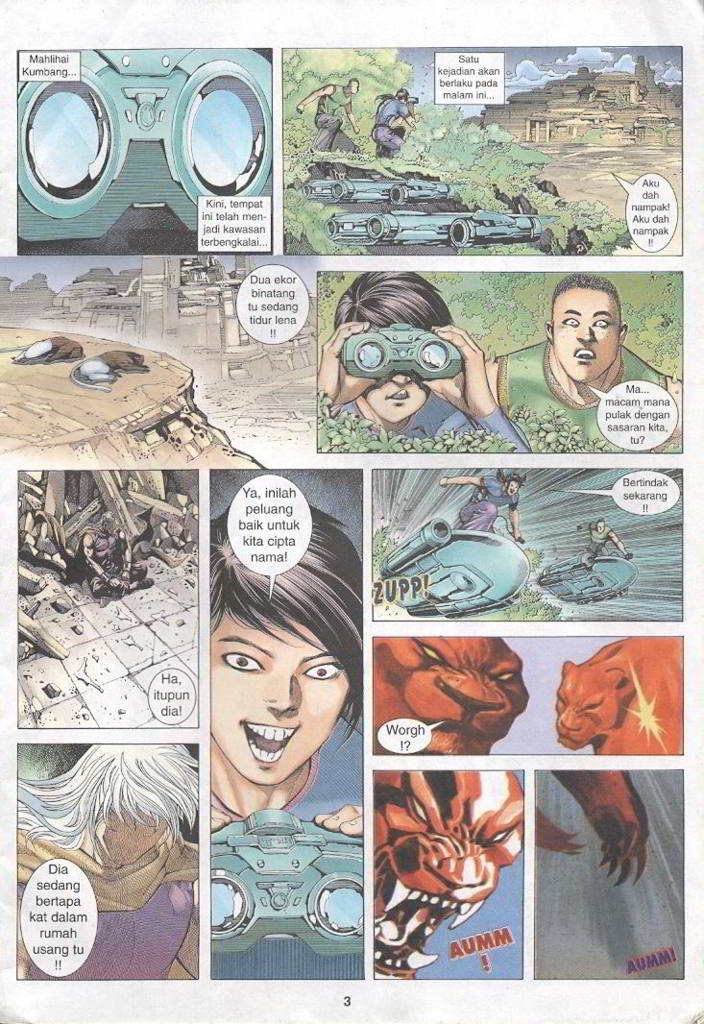 Mahlihai
Kumbang...
Kini, tempat
ini telah men-
jadi kawasan
terbengkalai...
Satu
kejadian akan
berlaku pada
malam ini...
Aku
dah
nampak!
Aku dah
nampak
!!
Dua ekor
binatang
tu sedang
tidur lena
!!
Ma...
macam mana
pulak dengan
sasaran kita,
tu?
Ha,
itupun
dia!
Dia
sedang
bertapa
kat dalam
rumah
usang tu
!!
Ya, inilah
peluang
baik untuk
kita cipta
nama!
Bertindak
sekarang
!!
ZUPP!
Worgh
!?
AUMM
!
AUMM!
3